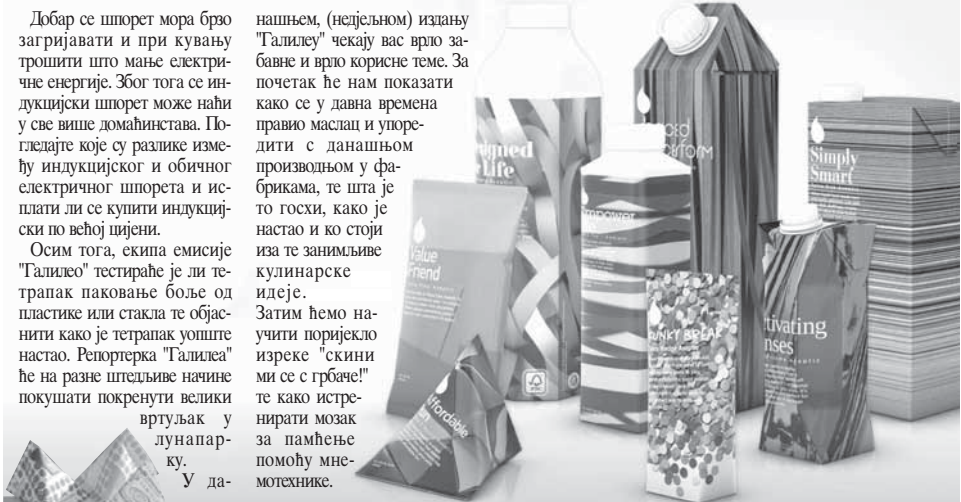 Добар се шпорет мора брзо
загријавати и при кувању
трошити што мање електри-
чне енергије. Због тога се ин-
дукцијски шпорет може наћи
у све више домаћинстава. По-
гледајте које су разлике изме-
ђу индукцијског и обичног
електричног шпорета и ис-
плати ли се купити индукциј-
ски по већој цијени.
Осим тога, екипа емисије
"Галилео" тестираће је ли те-
трапак паковање боље од
пластике или стакла те објас-
нити како је тетрапак уопште
настао. Репортерка "Галилеа"
ће на разне штедљиве начине
покушати покренути велики
вртуљак у
лунапар-
ку.
У да-
нашњем, (недјељном) издању
"Галилеу" чекају вас врло за-
бавне и врло корисне теме. За
почетак ће нам показати
како се у давна времена
правио маслац и упоре-
дити с данашњом
производњом у фа-
брикама, те шта је
то госхи, како је
настао и ко стоји
иза те занимљиве
кулинарске
идеје.
Затим ћемо на-
учити поријекло
изреке "скини
ми се с грбаче!"
те како истре-
нирати мозак
за памћење
помоћу мне-
мотехнике.
Life
Value
Friend
Affordable
Simply
Smart